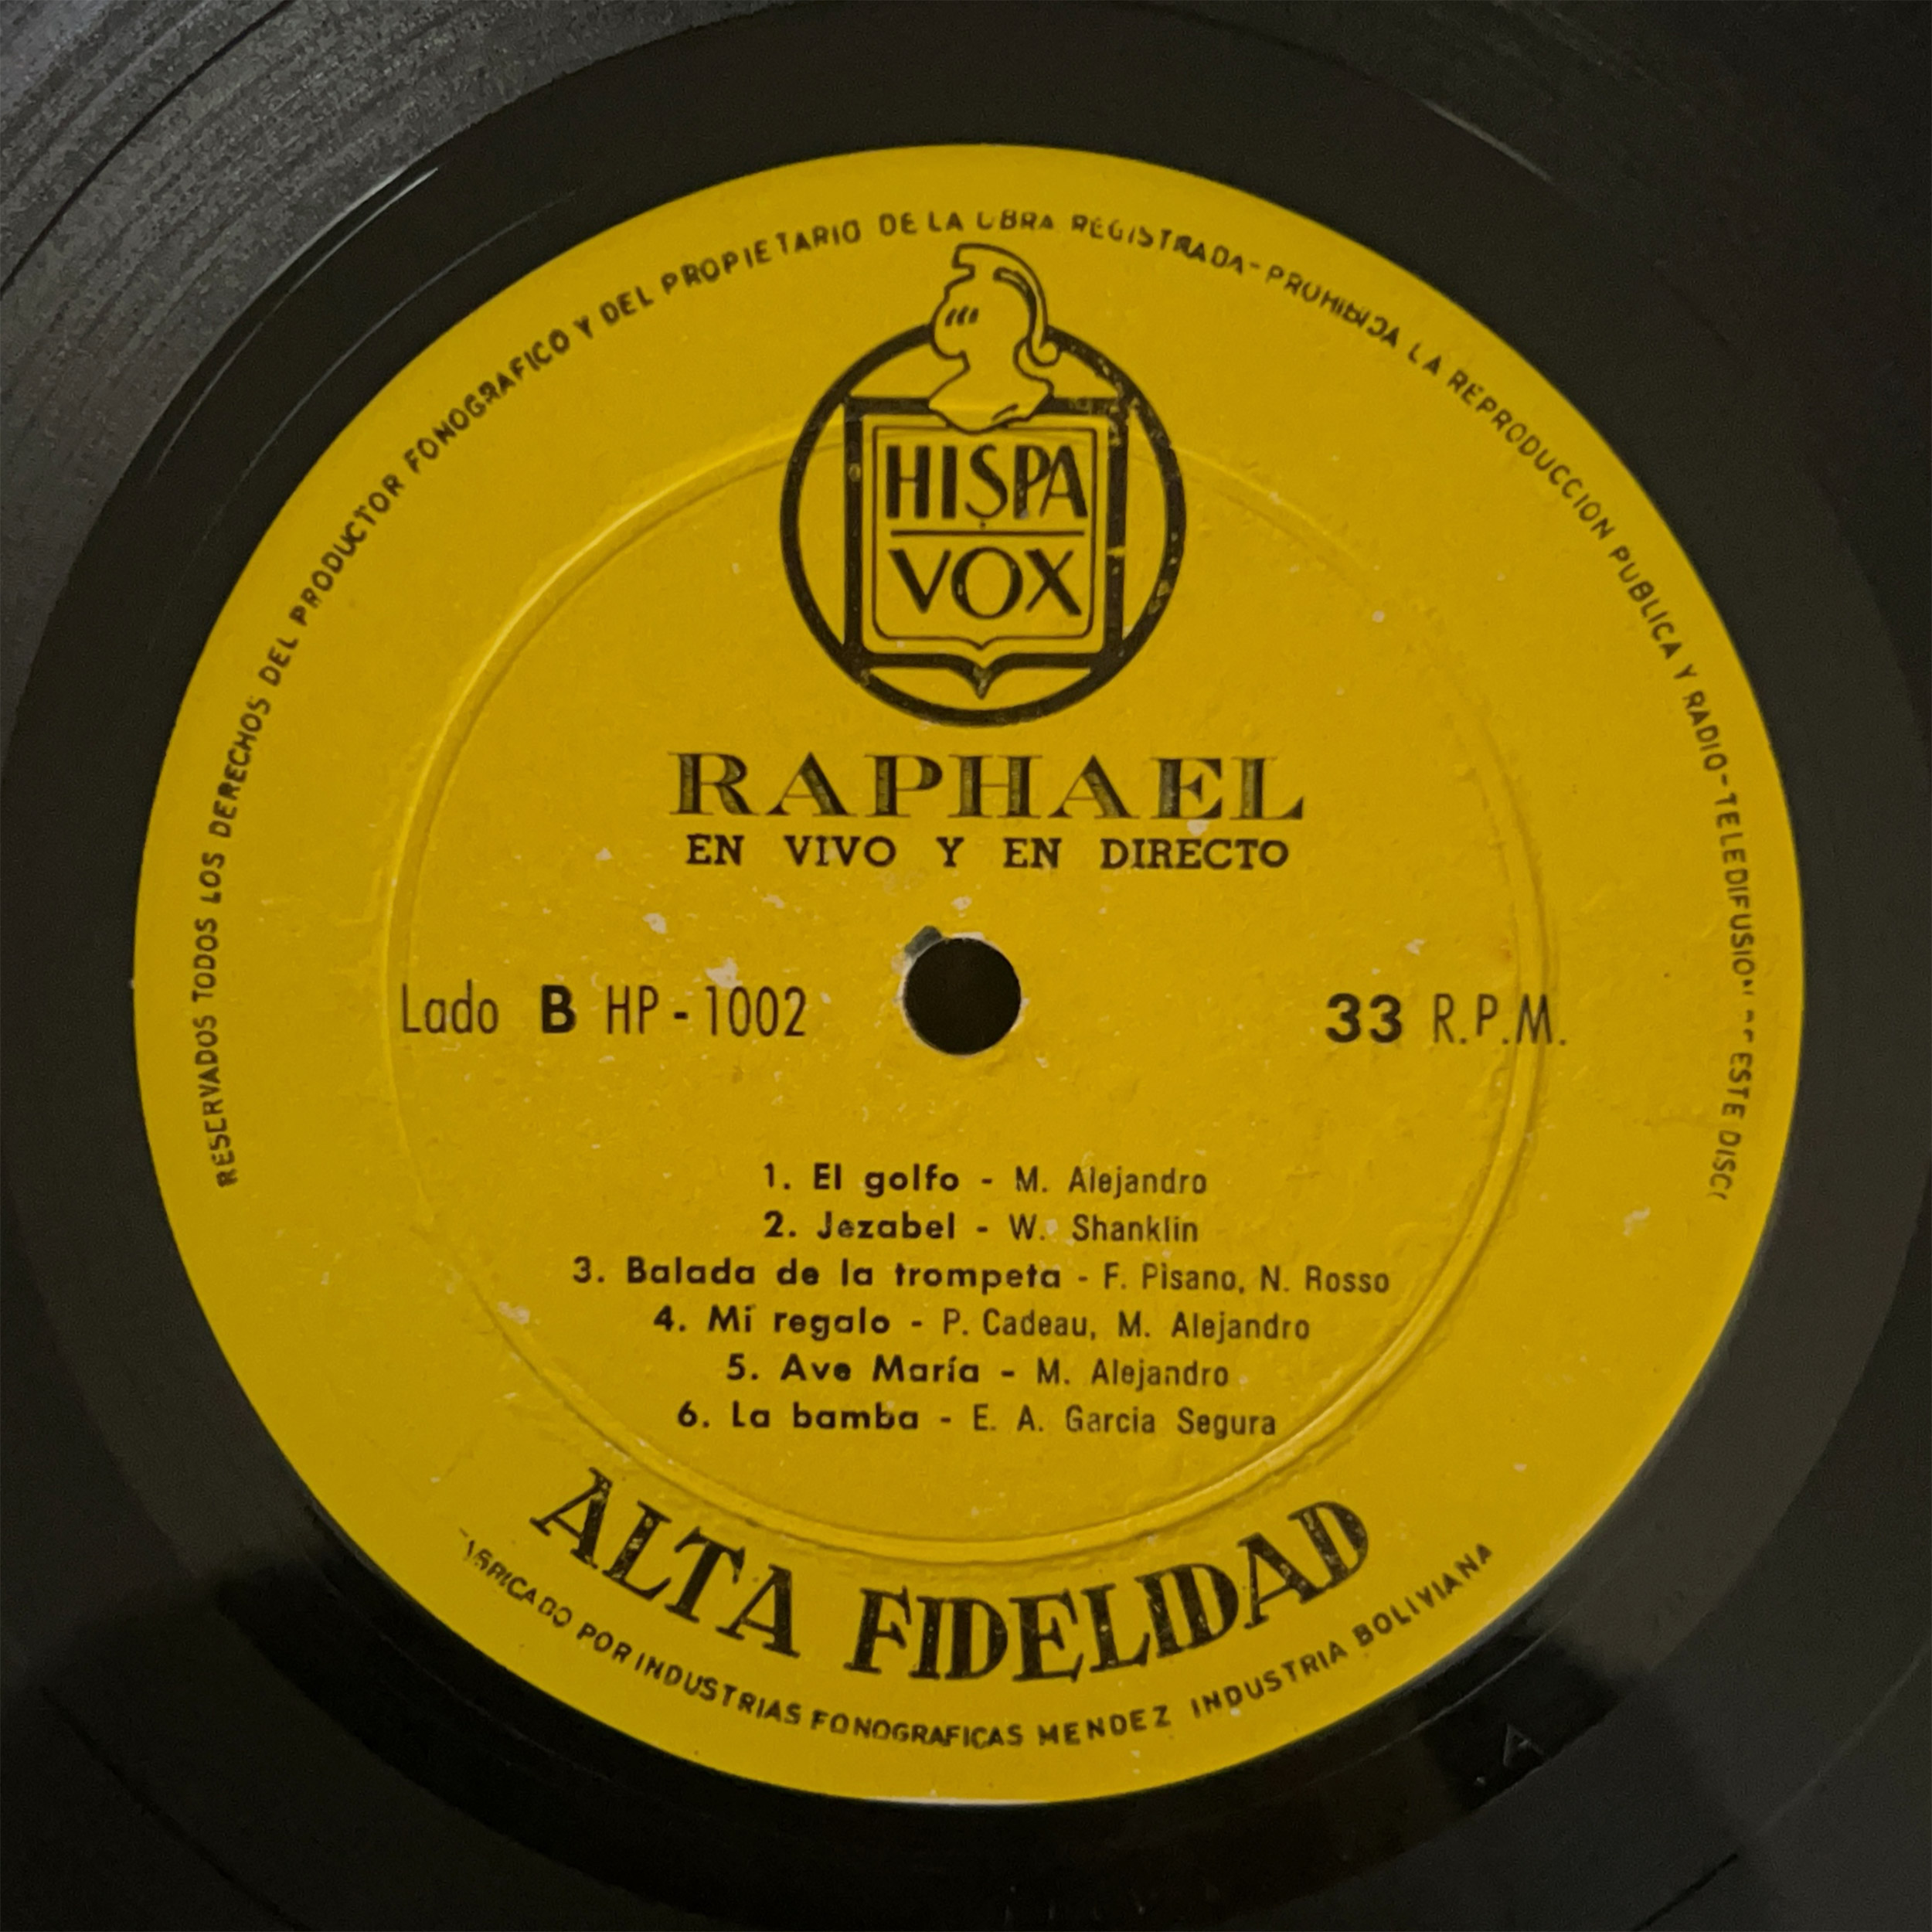 RESERVADOS TODOS LOS DERECHOS DEL PRODUCTOR FONOGRAFICO Y DEL PROPIETARIO DE LA OBRA REGISTRADA-PROHIBIDA LA REPRODUCCION PUBLICA Y RADIO-TELEDIFUSION DE ESTE DISCO
HISPA
VOX
RAPHAEL
EN VIVO Y EN DIRECTO
Lado B HP - 1002
33 R.P.M.
1. El golfo - M. Alejandro
2. Jezabel - W. Shanklin
3. Balada de la trompeta - F. Pisano, N. Rosso
4. Mi regalo - P. Cadeau, M. Alejandro
5. Ave María - M. Alejandro
6. La bamba - E. A. Garcia Segura
ALTA FIDELIDAD
FABRICADO POR INDUSTRIAS FONOGRAFICAS MENDEZ INDUSTRIA BOLIVIANA
A